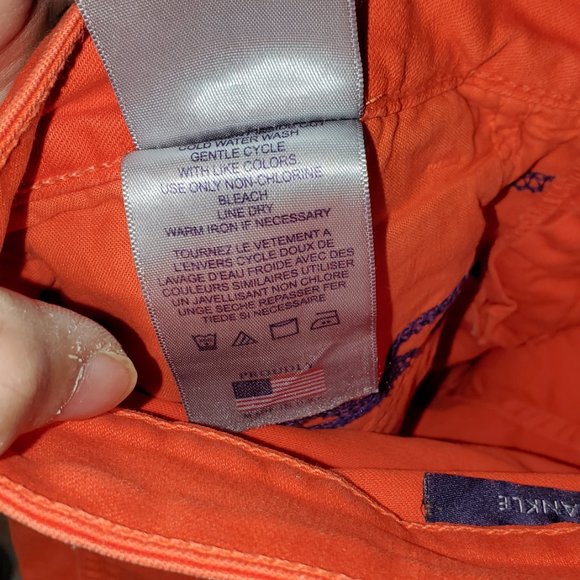 COLD WATER WASH
GENTLE CYCLE
WITH LIKE COLORS
USE ONLY NON-CHLORINE
BLEACH
LINE DRY
WARM IRON IF NECESSARY
TOURNEZ LE VETEMENT A
L'ENVERS CYCLE DOUX DE
LAVAGE D'EAU FROIDE AVEC DES
COULEURS SIMILAIRES UTILISER
UN JAVELLISANT NON CHLORE
UNGE SECHE REPASSER FER
TIEDE SI NECESSAIRE
PROUDLY
ANKLE